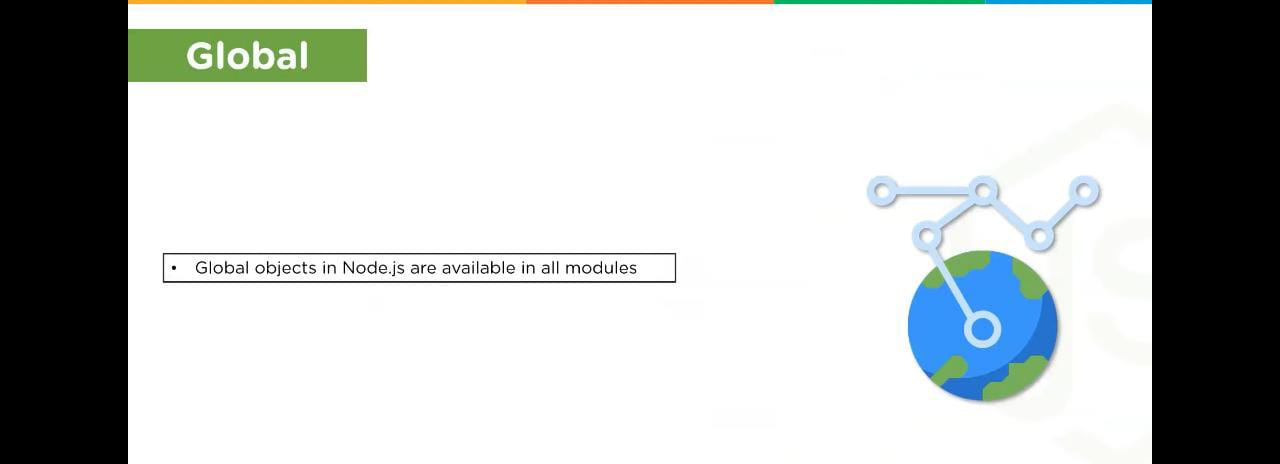 Global
• Global objects in Node.js are available in all modules